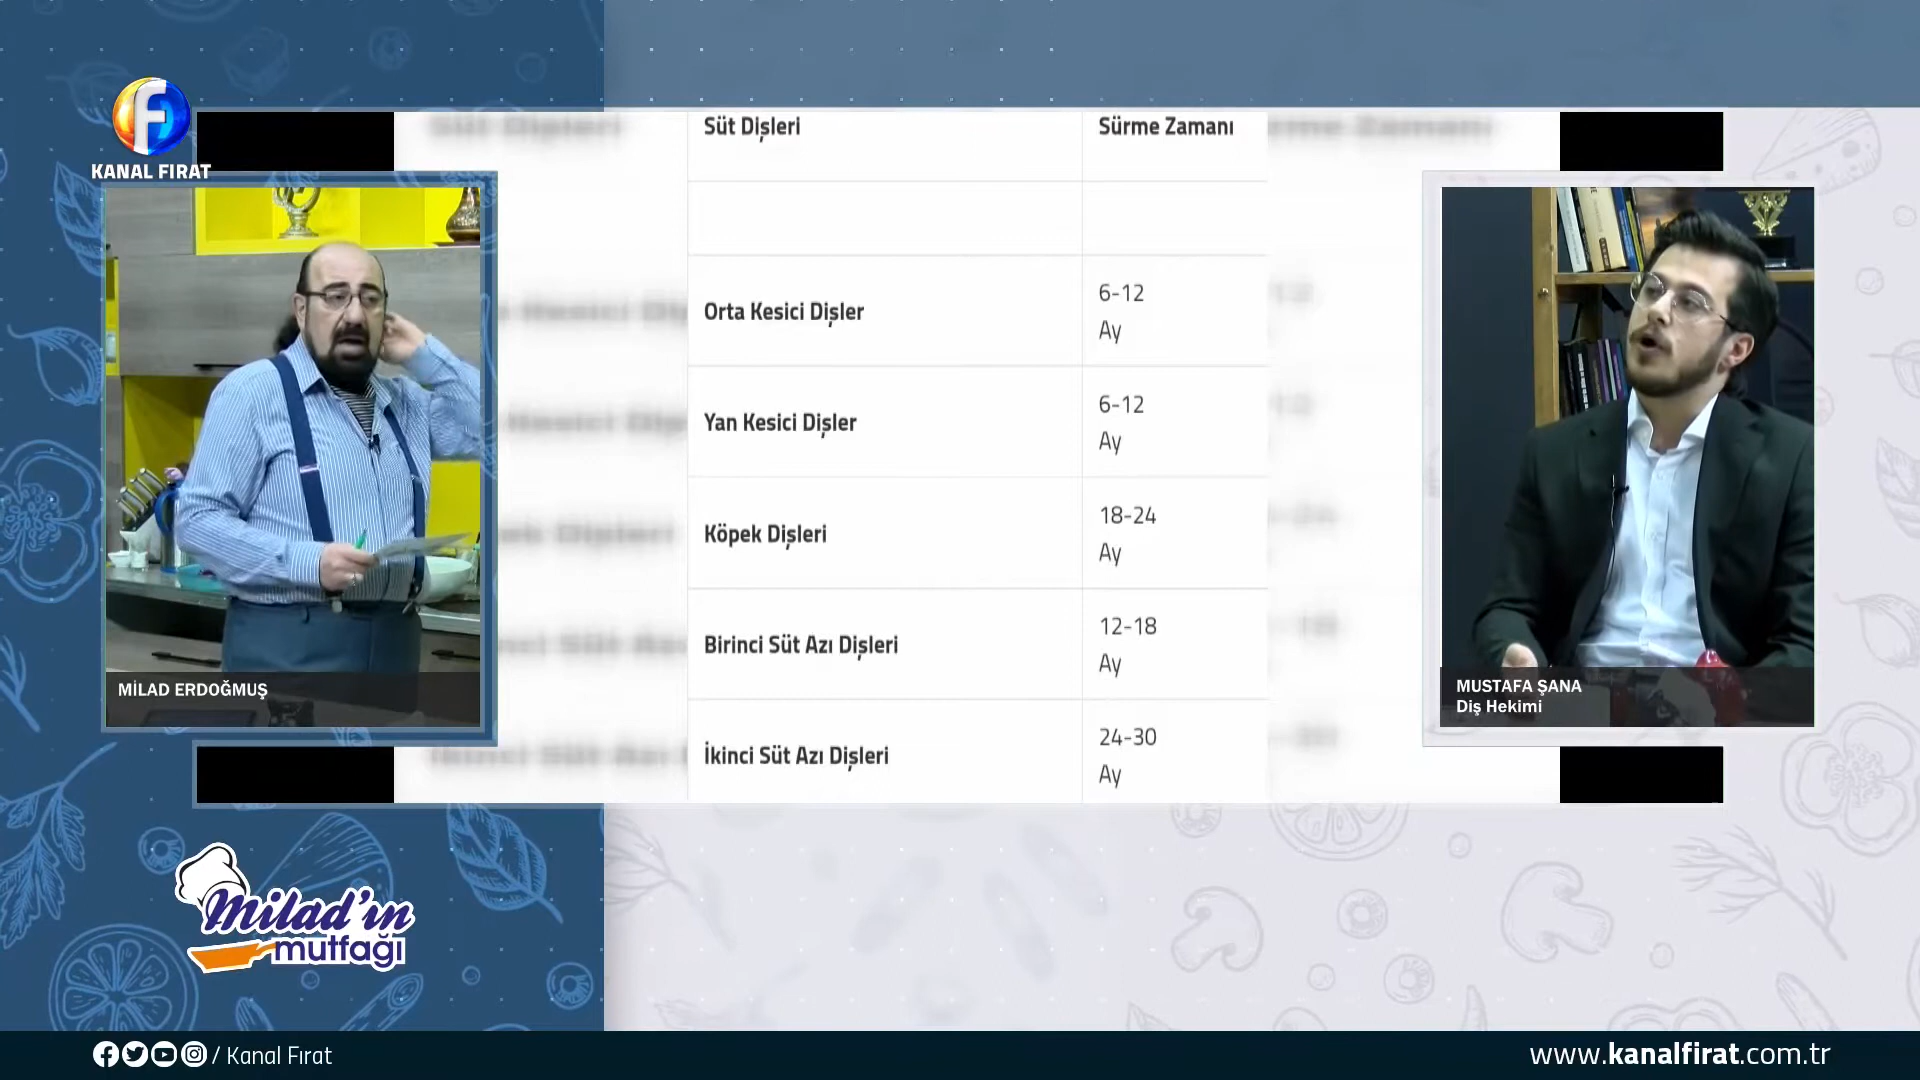 KANAL FIRAT
Süt Dişleri
Sürme Zamanı
Orta Kesici Dişler
6-12
Ay
Yan Kesici Dişler
6-12
Ay
Köpek Dişleri
18-24
Ay
Birinci Süt Azı Dişleri
12-18
Ay
İkinci Süt Azı Dişleri
24-30
Ay
MİLAD ERDOĞMUŞ
MUSTAFA ŞANA
Diş Hekimi
Milad'ın
mutfağı
/ Kanal Fırat
www.kanalfirat.com.tr